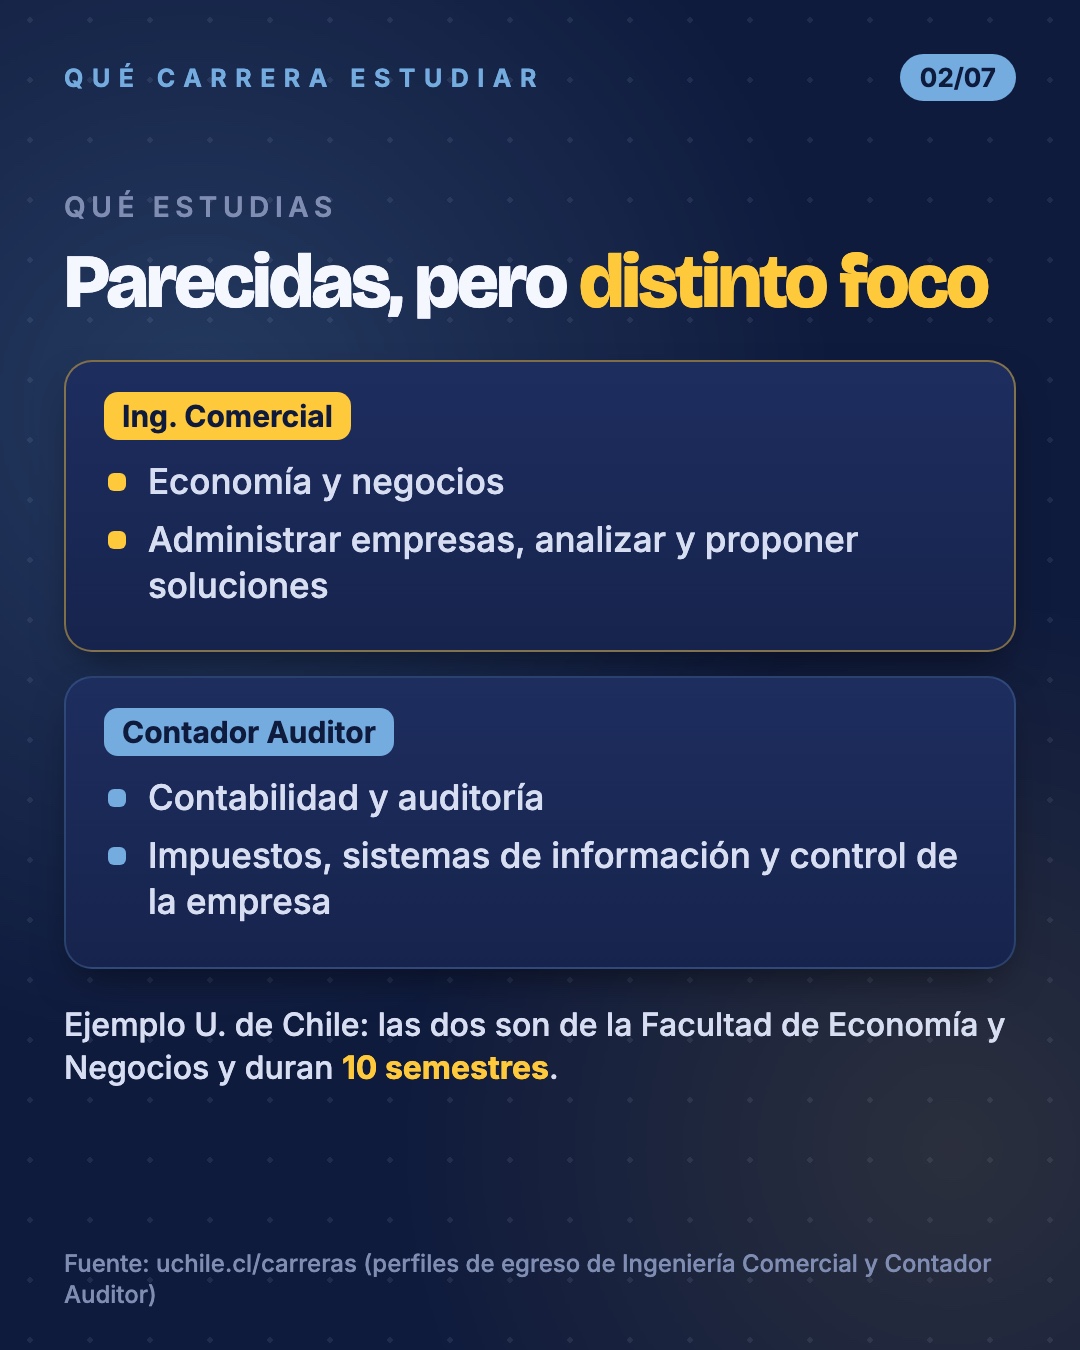 QUÉ CARRERA ESTUDIAR
02/07
QUÉ ESTUDIAS
Parecidas, pero distinto foco
Ing. Comercial
Economía y negocios
Administrar empresas, analizar y proponer
soluciones
Contador Auditor
Contabilidad y auditoría
Impuestos, sistemas de información y control de
la empresa
Ejemplo U. de Chile: las dos son de la Facultad de Economía y
Negocios y duran 10 semestres.
Fuente: uchile.cl/carreras (perfiles de egreso de Ingeniería Comercial y Contador
Auditor)